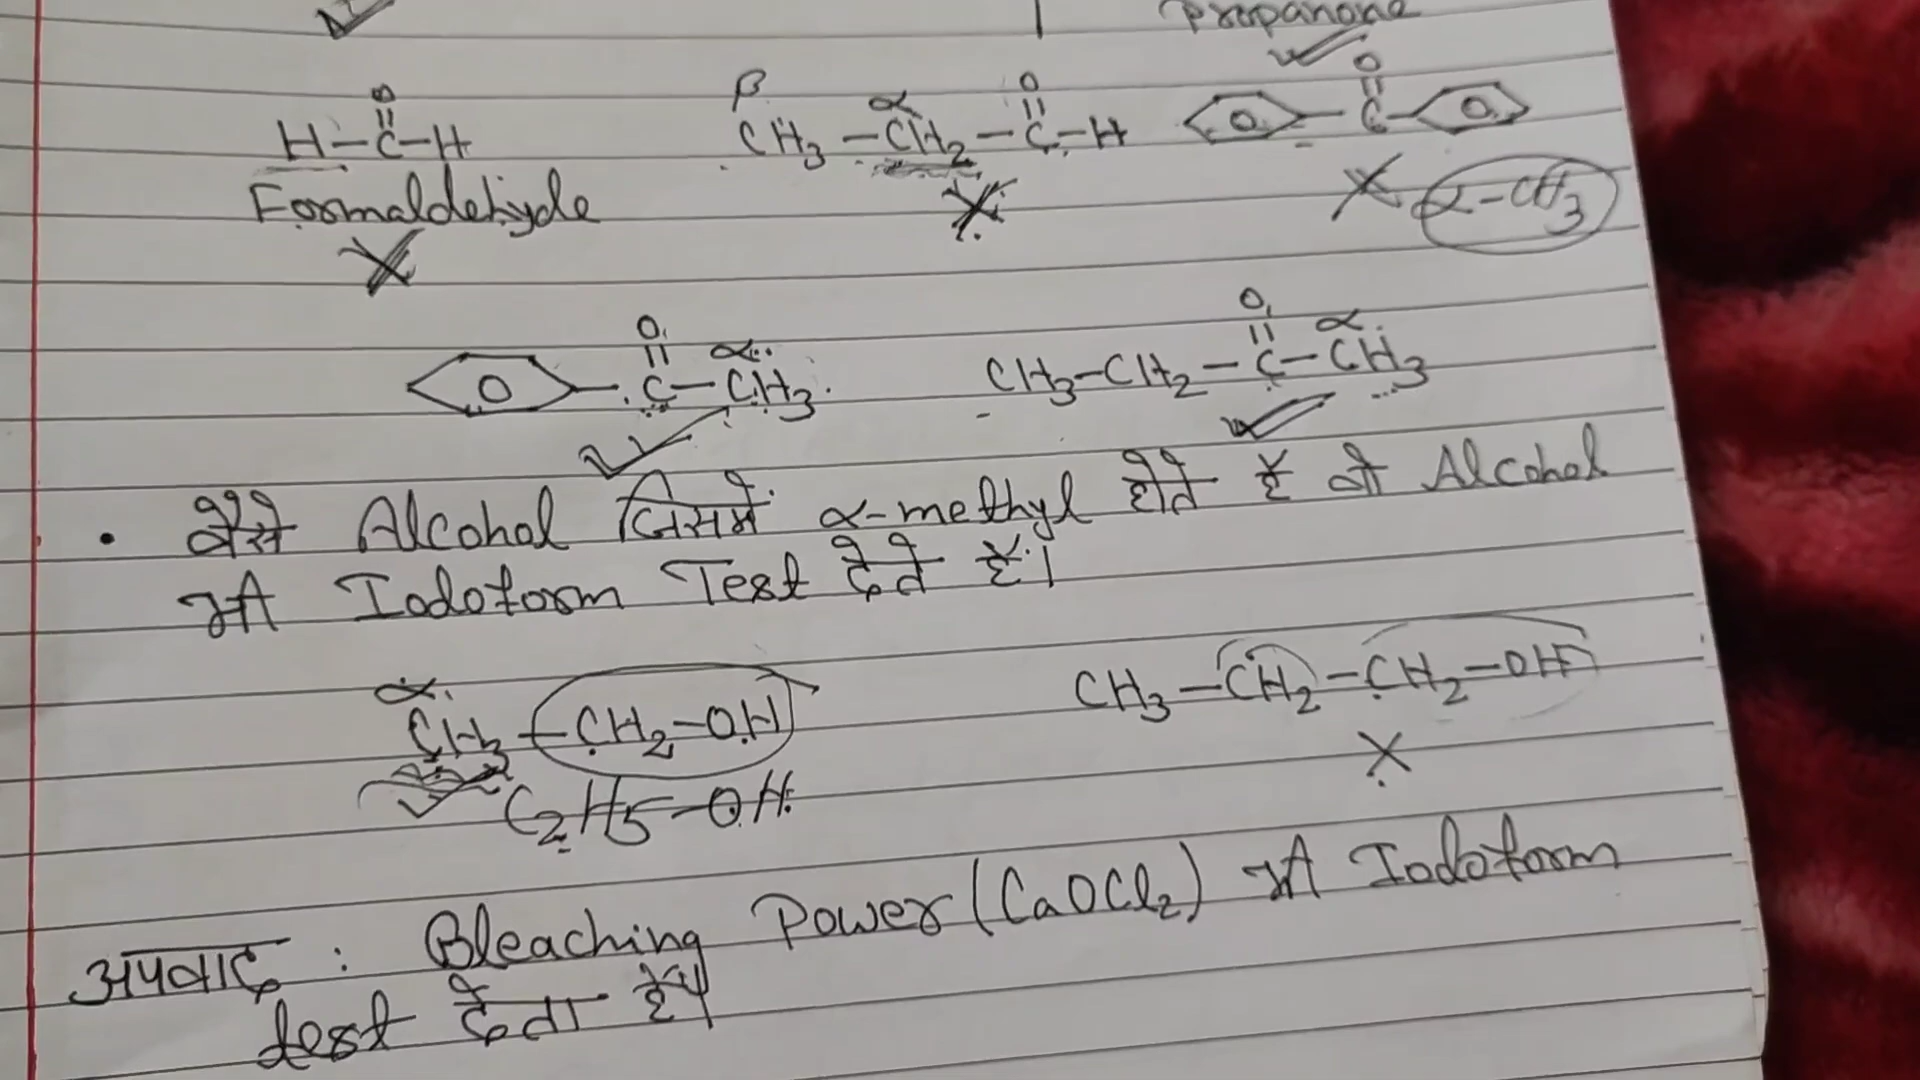 Propanone
O O O
H-C-H β CH3-CH2-C-H C
α
Formaldehyde α-CH3
O O
α α
C-CH3 CH3-CH2-C-CH3
• वैसे Alcohol जिसमें α-methyl होते हैं वो Alcohol
भी Iodoform Test देते हैं।
α
CH3-CH2-OH CH3-CH2-CH2-OH
C2H5-OH
अपवाद : Bleaching Power (CaOCl2) भी Iodoform
test देता है।